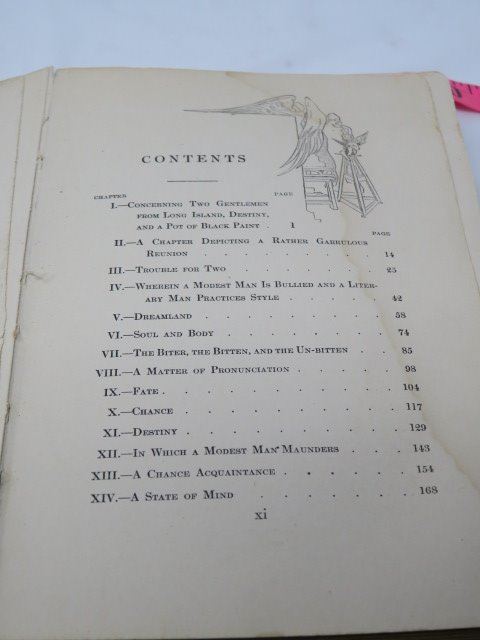 CONTENTS
CHAPTER PAGE
I.—Concerning Two Gentlemen
from Long Island, Destiny,
and a Pot of Black Paint . 1
PAGE
II.—A Chapter Depicting a Rather Garrulous
Reunion . . . . . . . 14
III.—Trouble for Two . . . . . . 25
IV.—Wherein a Modest Man Is Bullied and a Liter-
ary Man Practices Style . . . . 42
V.—Dreamland . . . . . . . 58
VI.—Soul and Body . . . . . . 74
VII.—The Biter, the Bitten, and the Un-bitten . . 85
VIII.—A Matter of Pronunciation . . . . 98
IX.—Fate . . . . . . . . 104
X.—Chance . . . . . . . 117
XI.—Destiny . . . . . . . 129
XII.—In Which a Modest Man Maunders . . . 143
XIII.—A Chance Acquaintance . . . . . 154
XIV.—A State of Mind . . . . . . 168
xi